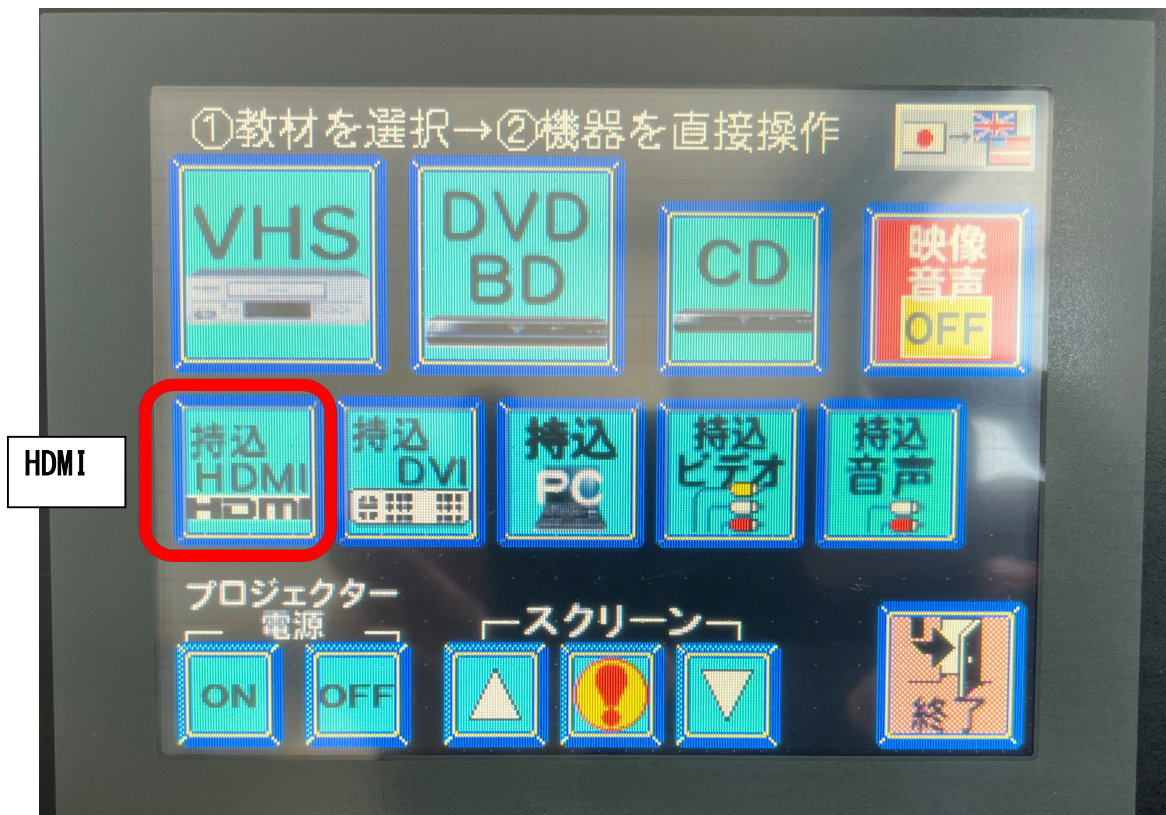 ①教材を選択→②機器を直接操作
VHS
DVD
BD
CD
映像
音声
OFF
HDMI
持込
HDMI
HDMI
持込
DVI
持込
PC
持込
ビデオ
持込
音声
プロジェクター
電源
スクリーン
ON
OFF
終了